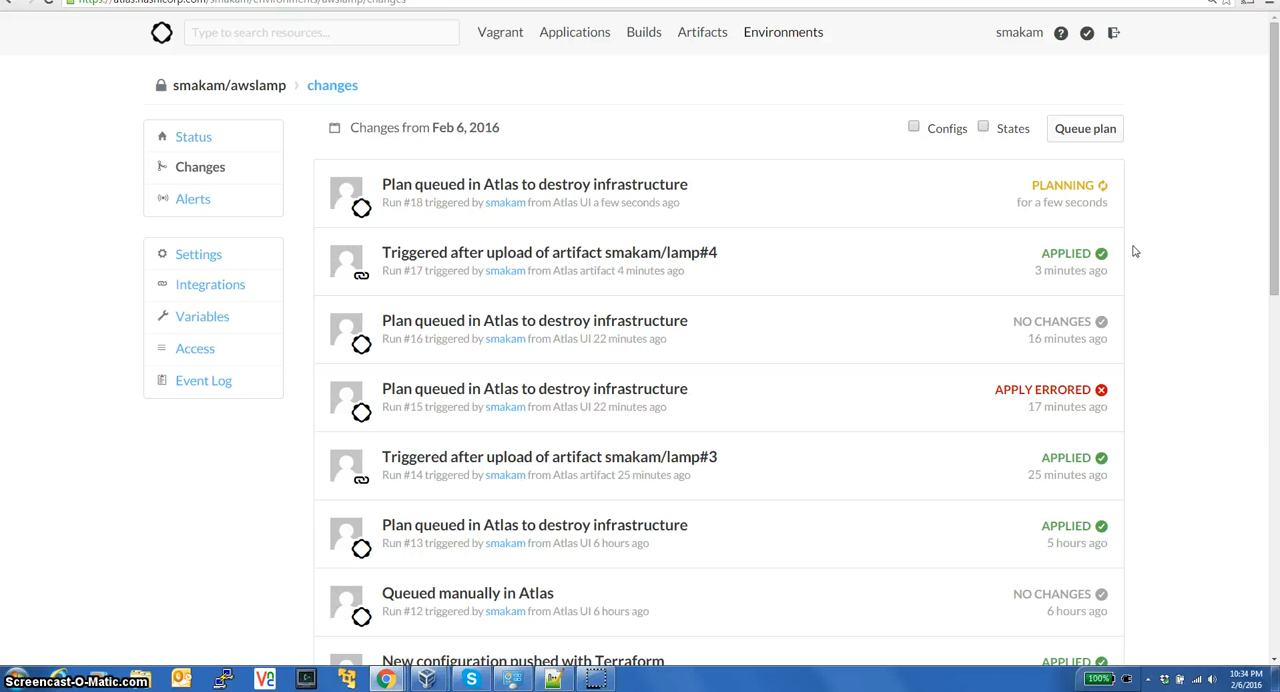 https://atlas.hashicorp.com/smakam/environments/awslamp/changes
Type to search resources...
Vagrant Applications Builds Artifacts Environments
smakam
smakam/awslamp › changes
Status
Changes
Alerts
Settings
Integrations
Variables
Access
Event Log
Changes from Feb 6, 2016
Configs States Queue plan
Plan queued in Atlas to destroy infrastructure PLANNING
Run #18 triggered by smakam from Atlas UI a few seconds ago for a few seconds
Triggered after upload of artifact smakam/lamp#4 APPLIED
Run #17 triggered by smakam from Atlas artifact 4 minutes ago 3 minutes ago
Plan queued in Atlas to destroy infrastructure NO CHANGES
Run #16 triggered by smakam from Atlas UI 22 minutes ago 16 minutes ago
Plan queued in Atlas to destroy infrastructure APPLY ERRORED
Run #15 triggered by smakam from Atlas UI 22 minutes ago 17 minutes ago
Triggered after upload of artifact smakam/lamp#3 APPLIED
Run #14 triggered by smakam from Atlas artifact 25 minutes ago 25 minutes ago
Plan queued in Atlas to destroy infrastructure APPLIED
Run #13 triggered by smakam from Atlas UI 6 hours ago 5 hours ago
Queued manually in Atlas NO CHANGES
Run #12 triggered by smakam from Atlas UI 6 hours ago 6 hours ago
New configuration pushed with Terraform APPLIED
Screencast-O-Matic.com
100%
10:34 PM
2/6/2016